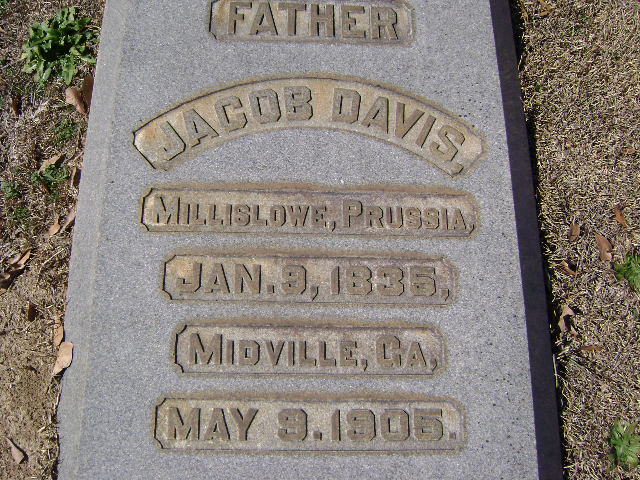 FATHER
JACOB DAVIS.
MILLISLOWE, PRUSSIA,
JAN. 9, 1835,
MIDVILLE, GA,
MAY 9. 1905.